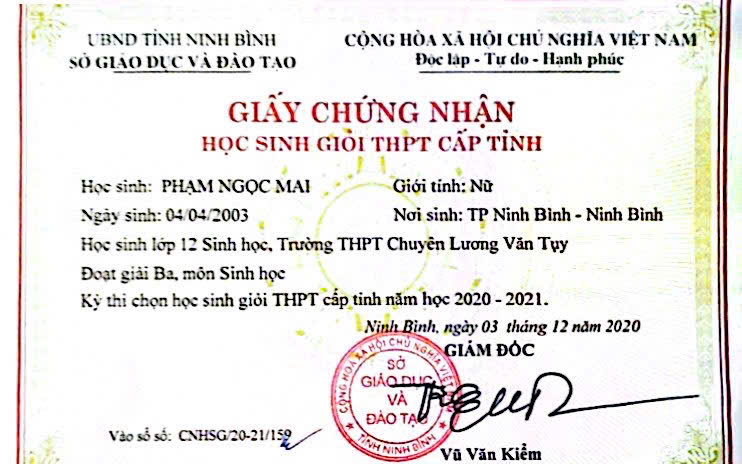 UBND TỈNH NINH BÌNH
SỞ GIÁO DỤC VÀ ĐÀO TẠO
CỘNG HÒA XÃ HỘI CHỦ NGHĨA VIỆT NAM
Độc lập - Tự do - Hạnh phúc
GIẤY CHỨNG NHẬN
HỌC SINH GIỎI THPT CẤP TỈNH
Học sinh: PHẠM NGỌC MAI Giới tính: Nữ
Ngày sinh: 04/04/2003 Nơi sinh: TP Ninh Bình - Ninh Bình
Học sinh lớp 12 Sinh học, Trường THPT Chuyên Lương Văn Tụy
Đoạt giải Ba, môn Sinh học
Kỳ thi chọn học sinh giỏi THPT cấp tỉnh năm học 2020 - 2021.
Ninh Bình, ngày 03 tháng 12 năm 2020
GIÁM ĐỐC
CỘNG HÒA XÃ HỘI CHỦ NGHĨA VIỆT NAM
SỞ
GIÁO DỤC
VÀ
ĐÀO TẠO
TỈNH NINH BÌNH
Vào sổ số: CNHSG/20-21/159
Vũ Văn Kiểm